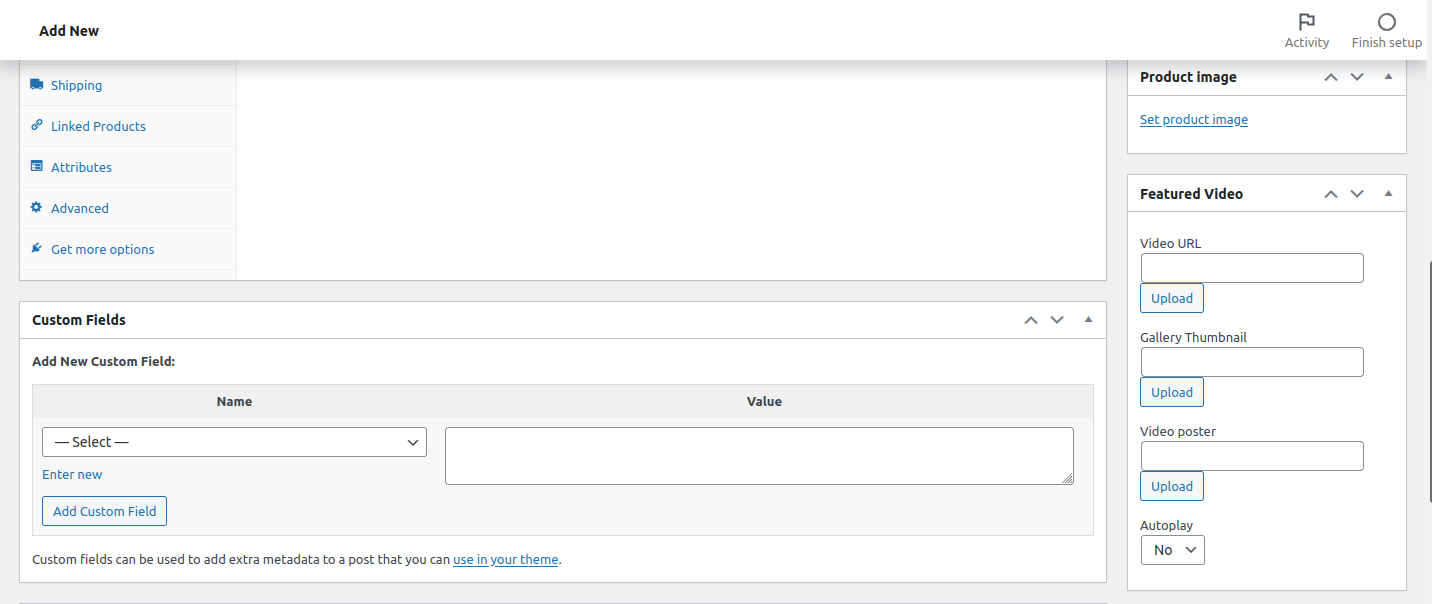 Add New
Activity
Finish setup
Shipping
Linked Products
Attributes
Advanced
Get more options
Custom Fields
Add New Custom Field:
Name
Value
— Select —
Enter new
Add Custom Field
Custom fields can be used to add extra metadata to a post that you can use in your theme.
Product image
Set product image
Featured Video
Video URL
Upload
Gallery Thumbnail
Upload
Video poster
Upload
Autoplay
No